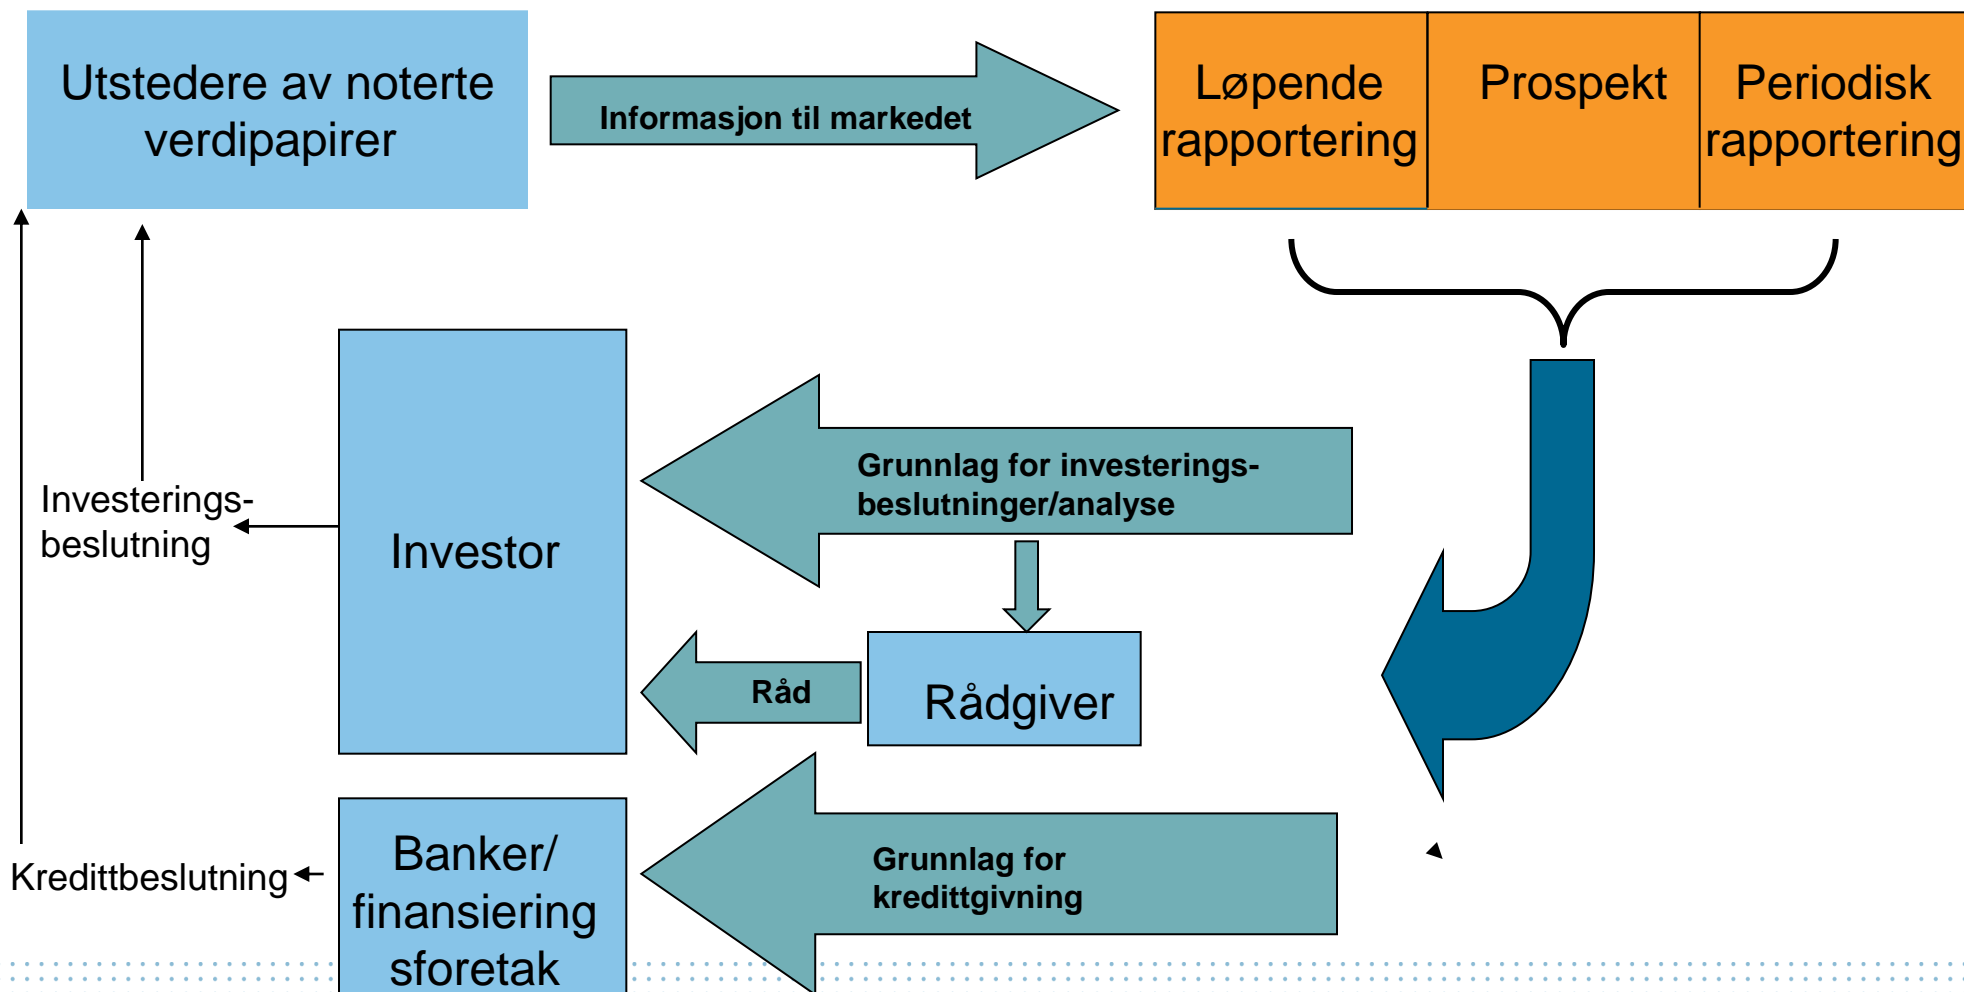 Utstedere av noterte
verdipapirer
Informasjon til markedet
Løpende
rapportering
Prospekt
Periodisk
rapportering
Investerings-
beslutning
Investor
Grunnlag for investerings-
beslutninger/analyse
Råd
Rådgiver
Kredittbeslutning
Banker/
finansiering
sforetak
Grunnlag for
kredittgivning